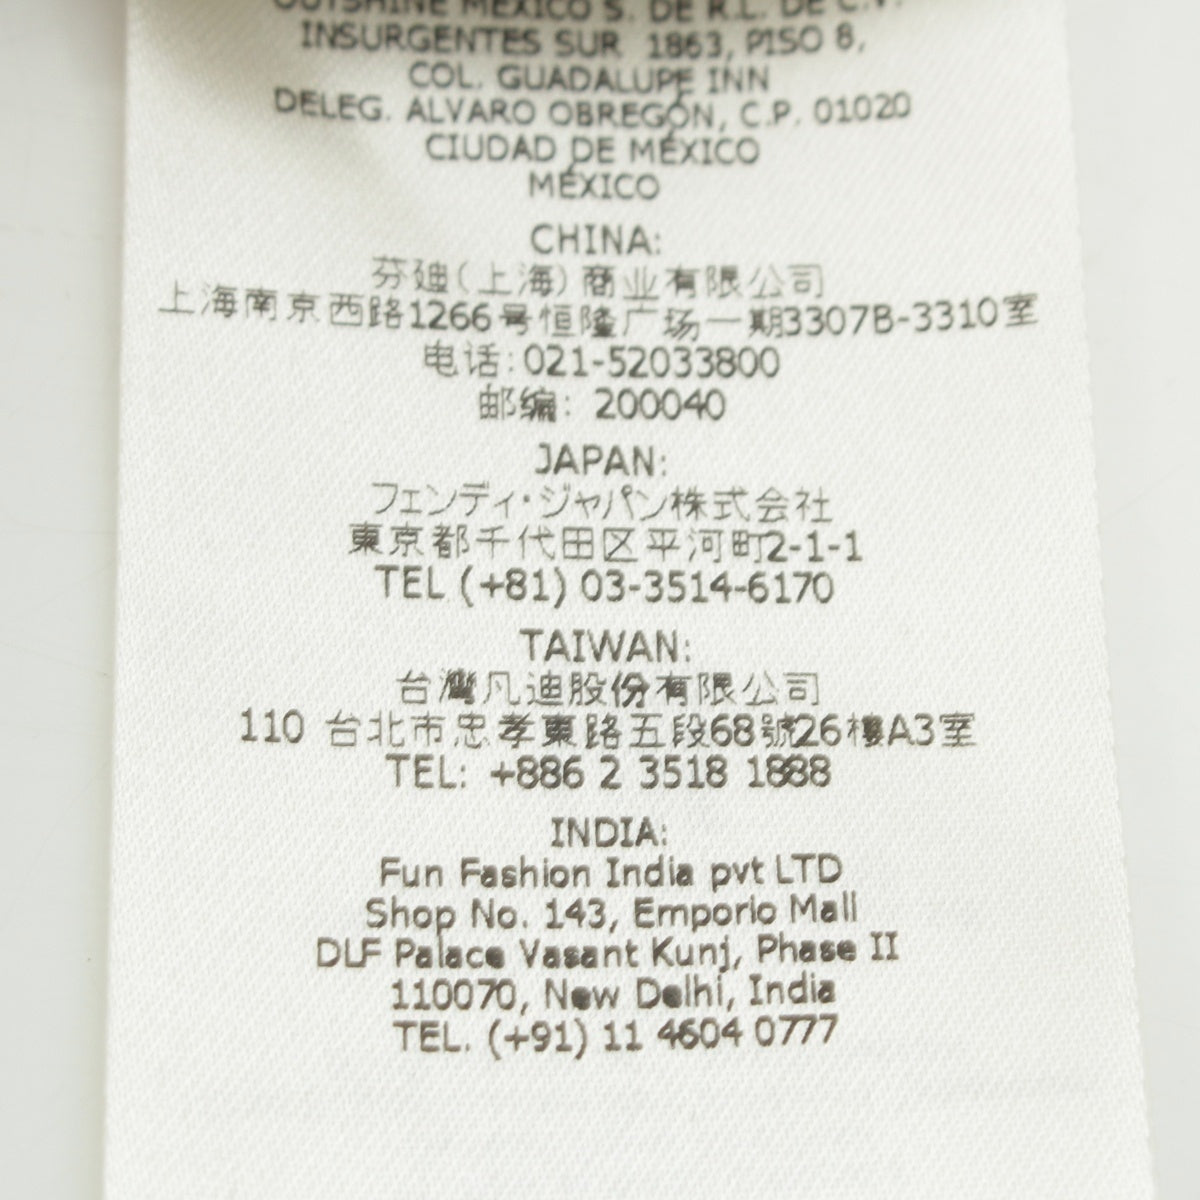 OUTSHINE MEXICO S. DE R.L. DE C.V.
INSURGENTES SUR 1863, PISO 8,
COL. GUADALUPE INN
DELEG. ALVARO OBREGÓN, C.P. 01020
CIUDAD DE MÉXICO
MÉXICO
CHINA:
芬迪(上海)商业有限公司
上海南京西路1266号恒隆广场一期3307B-3310室
电话:021-52033800
邮编: 200040
JAPAN:
フェンディ・ジャパン株式会社
東京都千代田区平河町2-1-1
TEL (+81) 03-3514-6170
TAIWAN:
台灣凡迪股份有限公司
110 台北市忠孝東路五段68號26樓A3室
TEL: +886 2 3518 1888
INDIA:
Fun Fashion India pvt LTD
Shop No. 143, Emporio Mall
DLF Palace Vasant Kunj, Phase II
110070, New Delhi, India
TEL. (+91) 11 4604 0777